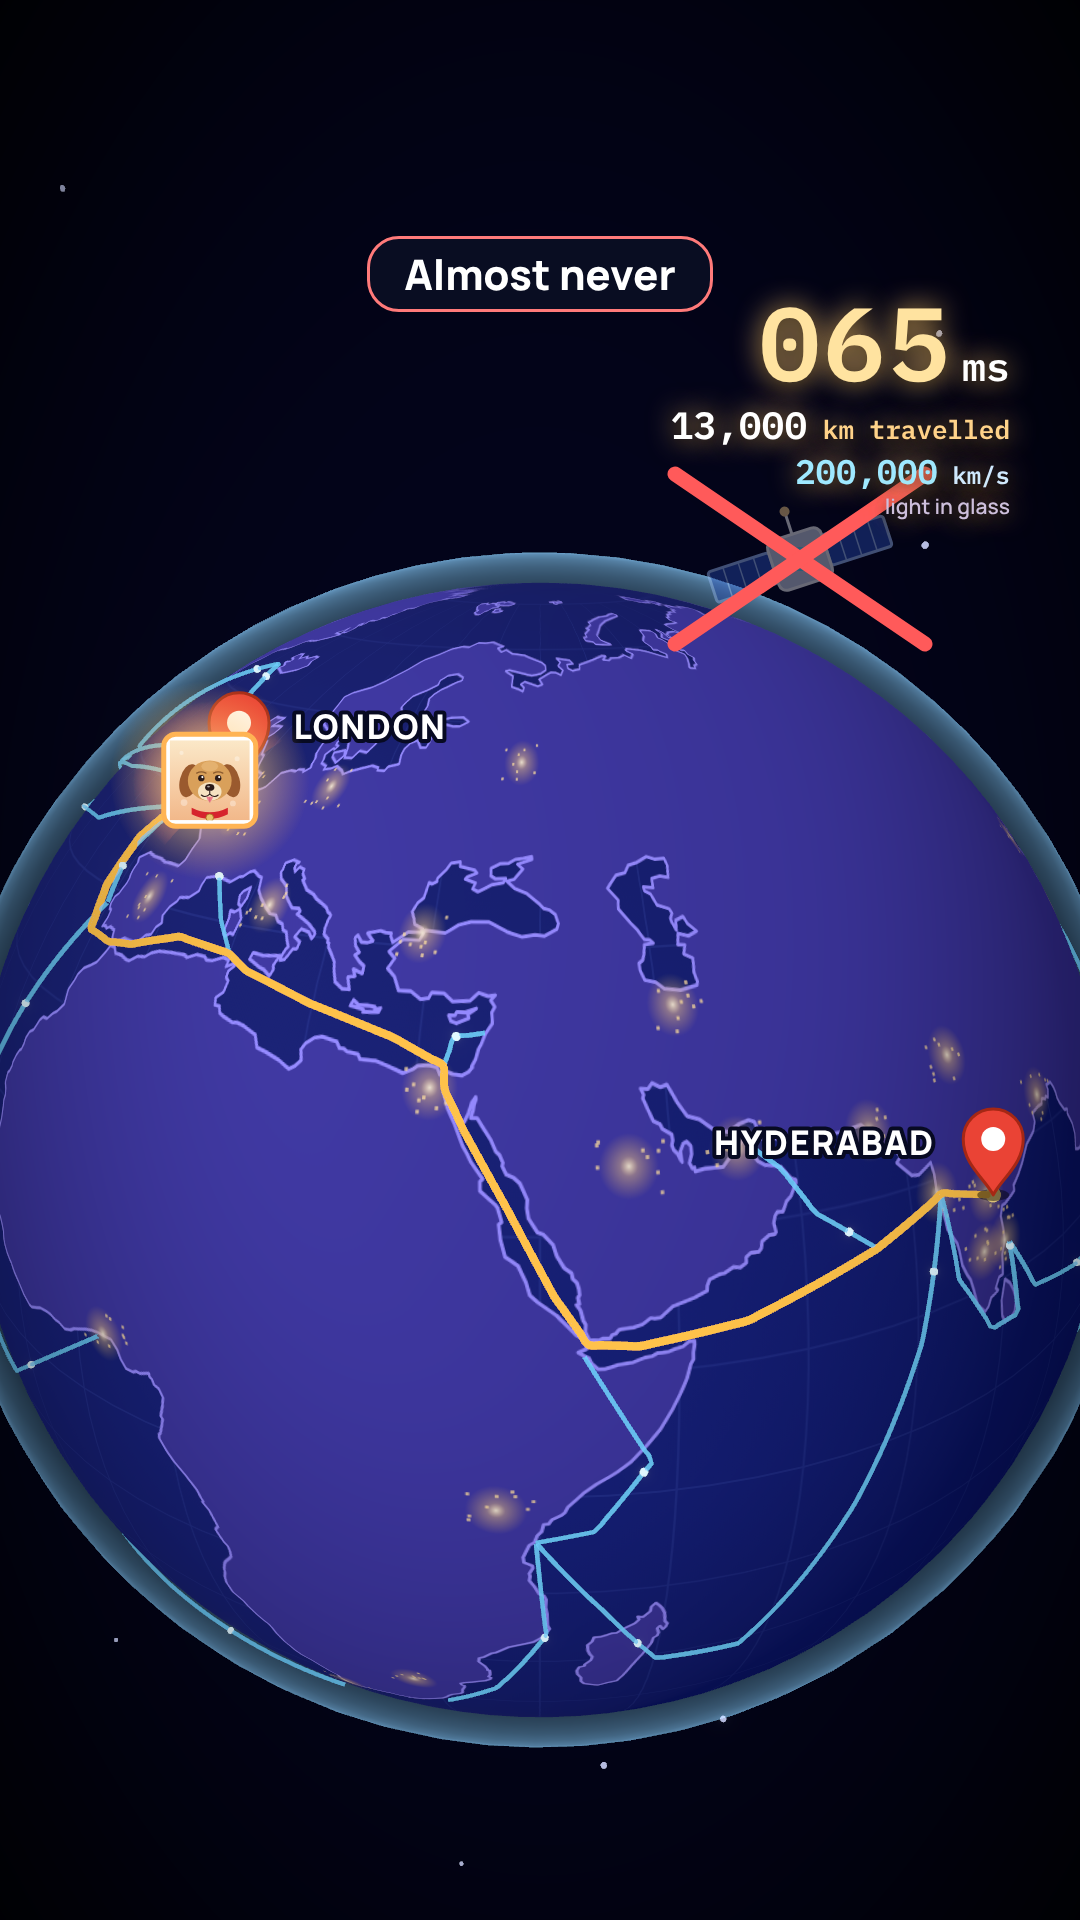 Almost never
065 ms
13,000 km travelled
200,000 km/s
light in glass
LONDON
HYDERABAD